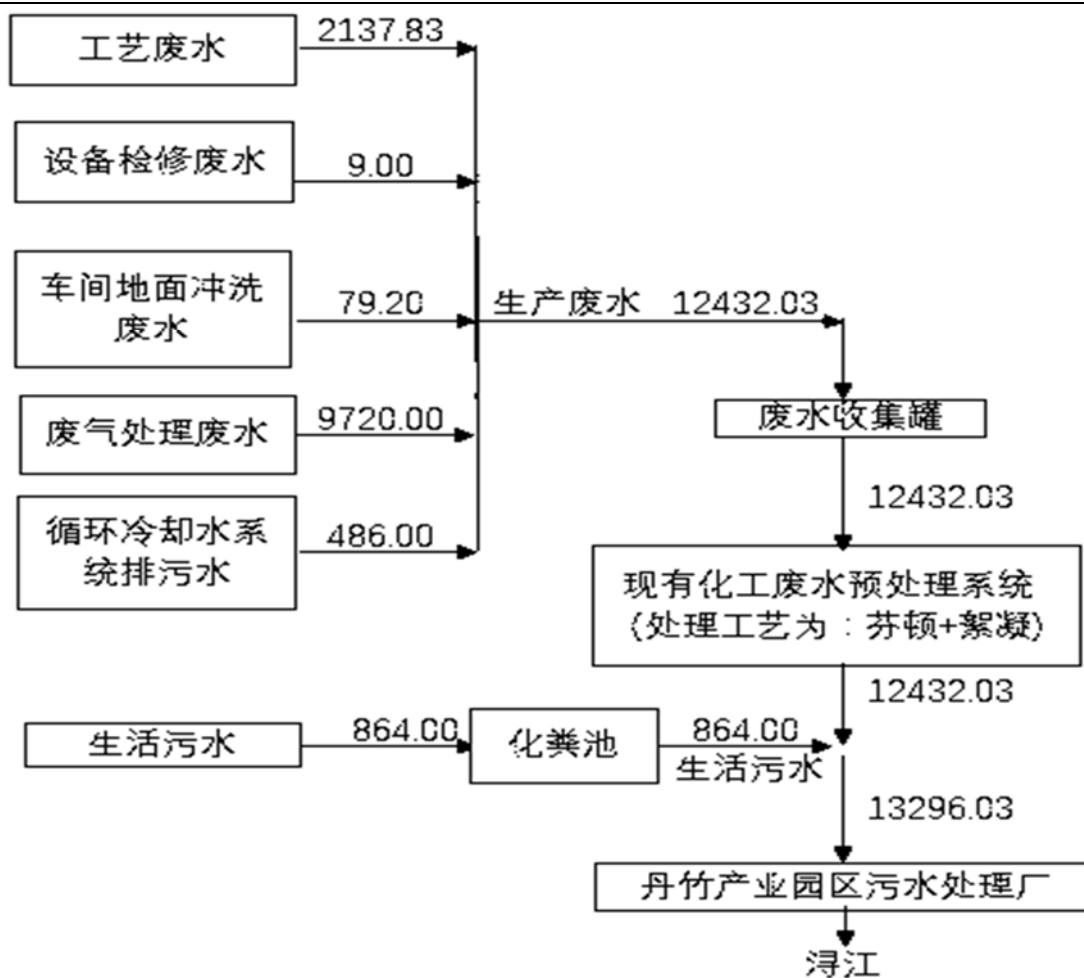 工艺废水
2137.83
设备检修废水
9.00
车间地面冲洗
废水
79.20
生产废水
12432.03
废气处理废水
9720.00
废水收集罐
循环冷却水系
统排污水
486.00
12432.03
现有化工废水预处理系统
(处理工艺为：芬顿+絮凝)
12432.03
生活污水
864.00
化粪池
864.00
生活污水
13296.03
丹竹产业园区污水处理厂
浔江